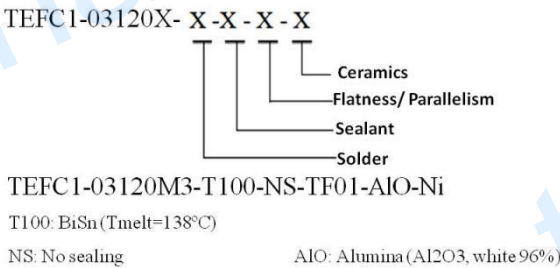 TEFC1-03120X- X -X - X - X
Ceramics
Flatness/ Parallelism
Sealant
Solder
TEFC1-03120M3-T100-NS-TF01-AlO-Ni
T100: BiSn(Tmelt=138°C)
NS: No sealing AlO: Alumina (Al2O3, white 96%)